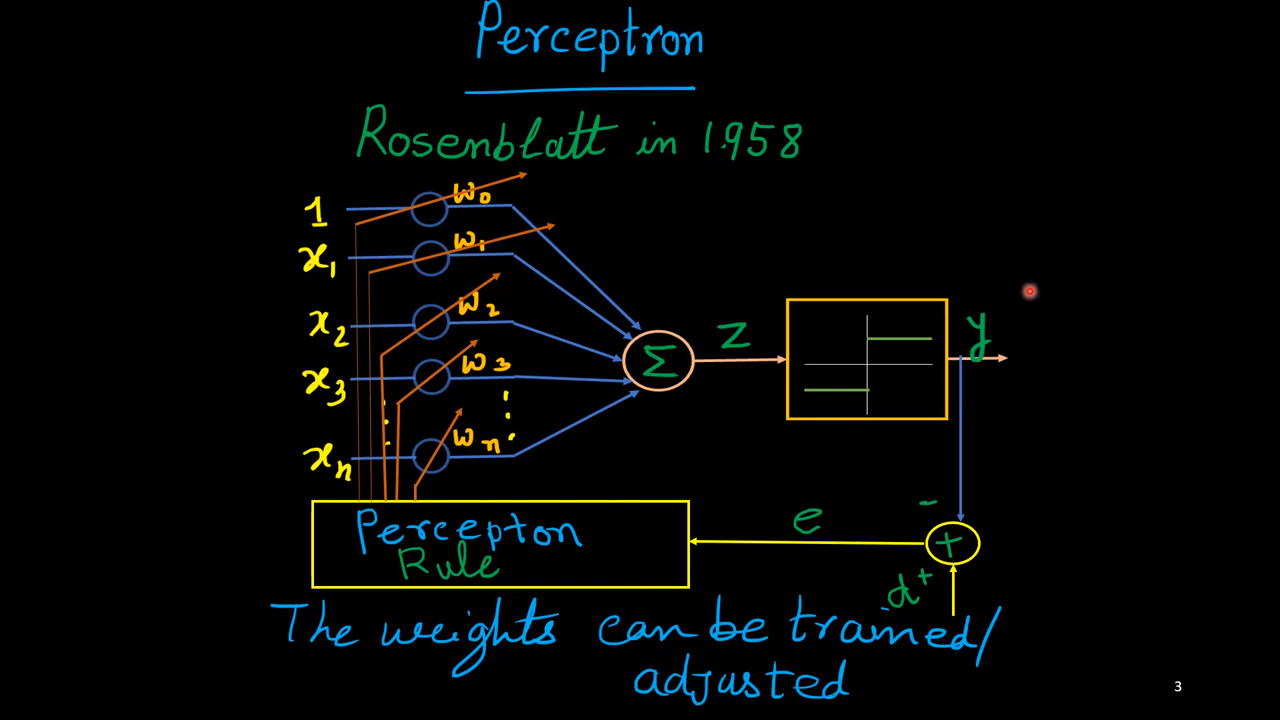 Perceptron
Rosenblatt in 1958
1 w0
x1 w1
x2 w2
x3 w3
xn wn
Σ
z
y
Percepton
Rule
e
-
+
d+
The weights can be trained/
adjusted
3